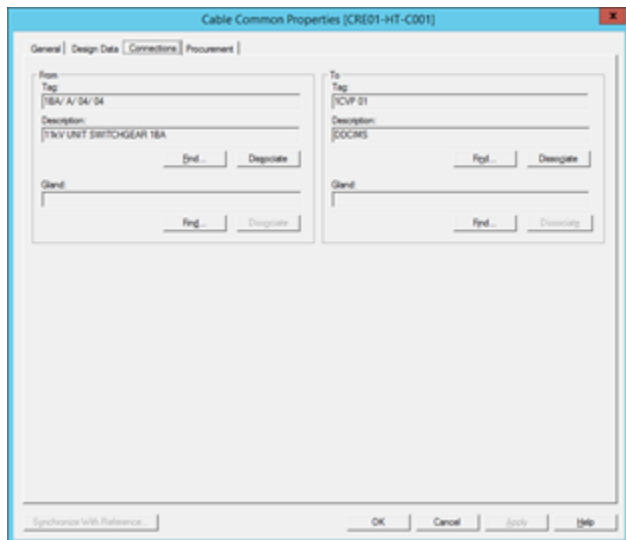 Cable Common Properties [CRE01-HT-C001]
x
General Design Data Connections Procurement
From
Tag:
1BA/ A/ 04/ 04
Description:
11kV UNIT SWITCHGEAR 1BA
Find... Dissociate
Gland:
Find... Dissociate
To
Tag:
1CVP 01
Description:
DDCMIS
Find... Dissociate
Gland:
Find... Dissociate
Synchronize With Reference... OK Cancel Apply Help